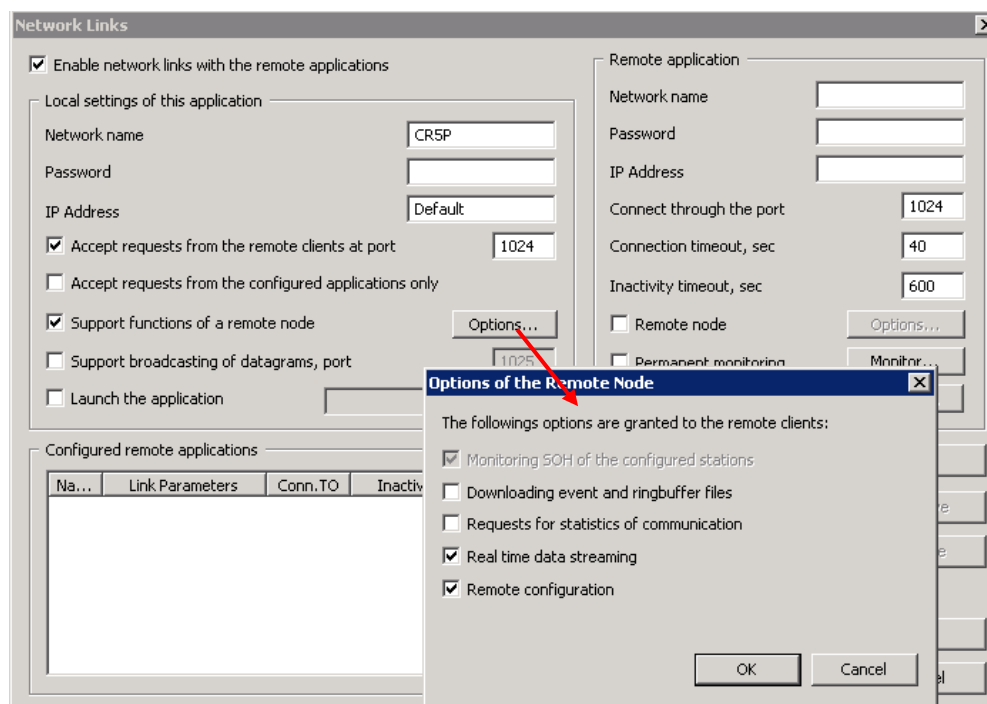 Network Links
Enable network links with the remote applications
Local settings of this application
Network name CR5P
Password
IP Address Default
Accept requests from the remote clients at port 1024
Accept requests from the configured applications only
Support functions of a remote node Options...
Support broadcasting of datagrams, port 1025
Launch the application
Remote application
Network name
Password
IP Address
Connect through the port 1024
Connection timeout, sec 40
Inactivity timeout, sec 600
Remote node Options...
Permanent monitoring Monitor...
Configured remote applications
Na... Link Parameters Conn.TO Inactiv
Options of the Remote Node
The followings options are granted to the remote clients:
Monitoring SOH of the configured stations
Downloading event and ringbuffer files
Requests for statistics of communication
Real time data streaming
Remote configuration
OK Cancel